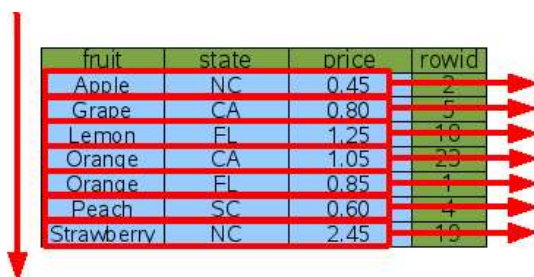 fruit state price rowid
Apple NC 0.45 2
Grape CA 0.80 5
Lemon FL 1.25 18
Orange CA 1.05 23
Orange FL 0.85 1
Peach SC 0.60 4
Strawberry NC 2.45 19